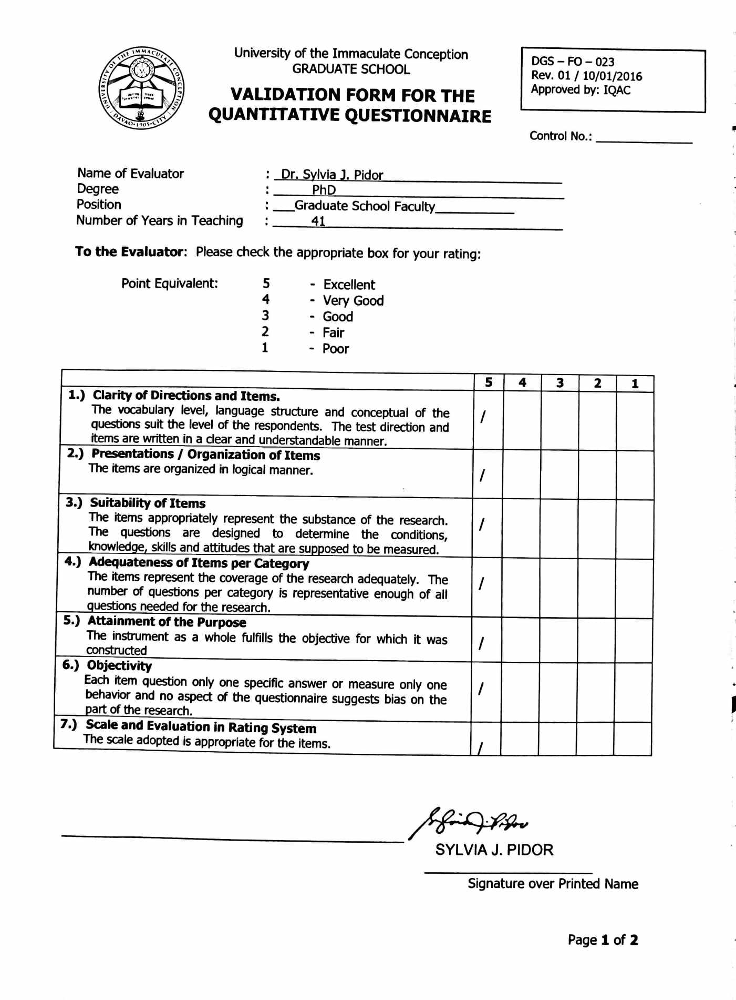 UNIVERSITY OF THE IMMACULATE CONCEPTION
DAVAO • 1905 • CITY
University of the Immaculate Conception
GRADUATE SCHOOL
VALIDATION FORM FOR THE
QUANTITATIVE QUESTIONNAIRE
DGS – FO – 023
Rev. 01 / 10/01/2016
Approved by: IQAC
Control No.: ______________
Name of Evaluator : Dr. Sylvia J. Pidor
Degree : PhD
Position : Graduate School Faculty
Number of Years in Teaching : 41
To the Evaluator: Please check the appropriate box for your rating:
Point Equivalent: 5 - Excellent
4 - Very Good
3 - Good
2 - Fair
1 - Poor
5 4 3 2 1
1.) Clarity of Directions and Items.
The vocabulary level, language structure and conceptual of the /
questions suit the level of the respondents. The test direction and
items are written in a clear and understandable manner.
2.) Presentations / Organization of Items
The items are organized in logical manner. /
3.) Suitability of Items
The items appropriately represent the substance of the research. /
The questions are designed to determine the conditions,
knowledge, skills and attitudes that are supposed to be measured.
4.) Adequateness of Items per Category
The items represent the coverage of the research adequately. The /
number of questions per category is representative enough of all
questions needed for the research.
5.) Attainment of the Purpose
The instrument as a whole fulfills the objective for which it was /
constructed
6.) Objectivity
Each item question only one specific answer or measure only one /
behavior and no aspect of the questionnaire suggests bias on the
part of the research.
7.) Scale and Evaluation in Rating System
The scale adopted is appropriate for the items. /
Sylvia J. Pidor
SYLVIA J. PIDOR
Signature over Printed Name
Page 1 of 2